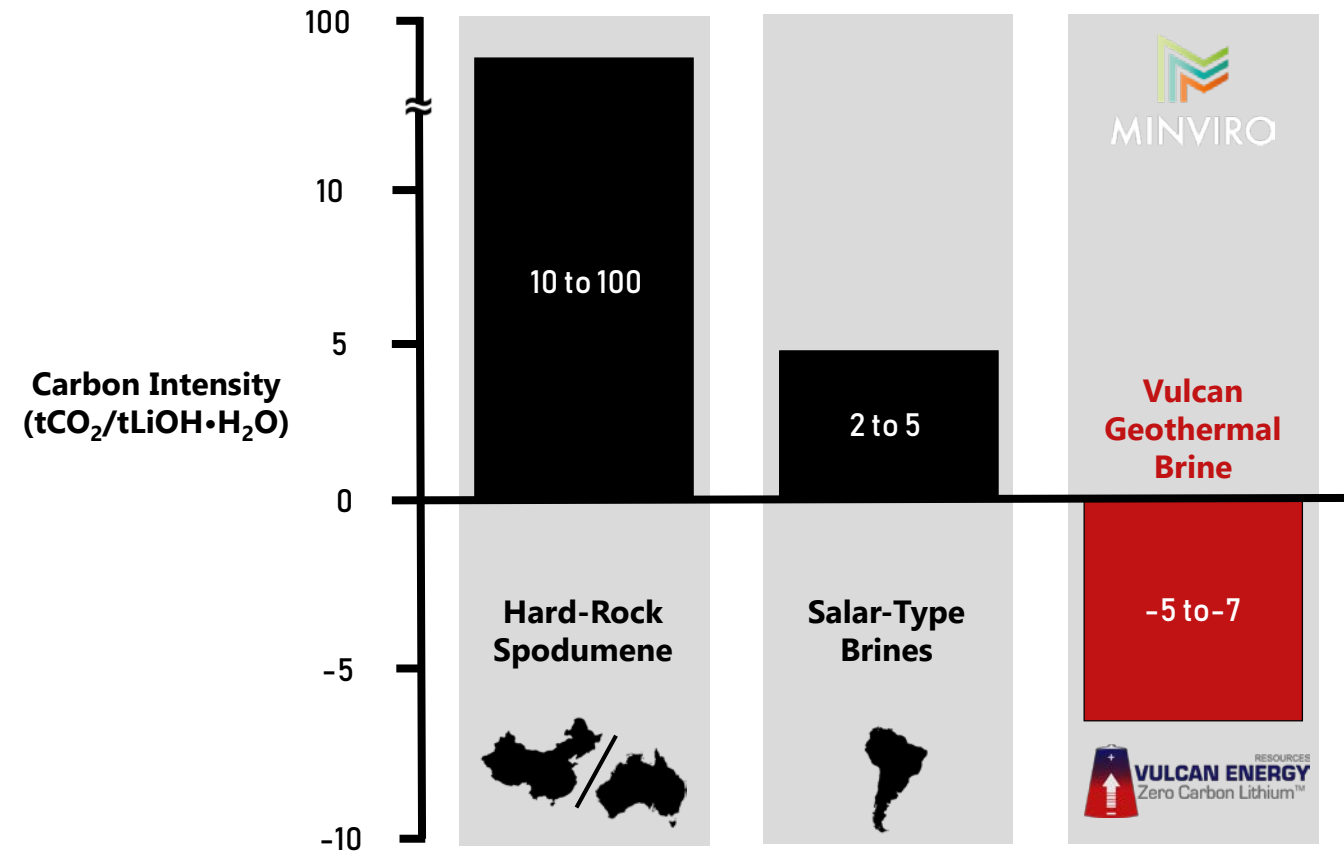 100
10
5
0
-5
-10
Carbon Intensity
(tCO₂/tLiOH•H₂O)
10 to 100
Hard-Rock
Spodumene
2 to 5
Salar-Type
Brines
MINVIRO
Vulcan
Geothermal
Brine
-5 to-7
RESOURCES
VULCAN ENERGY
Zero Carbon Lithium™